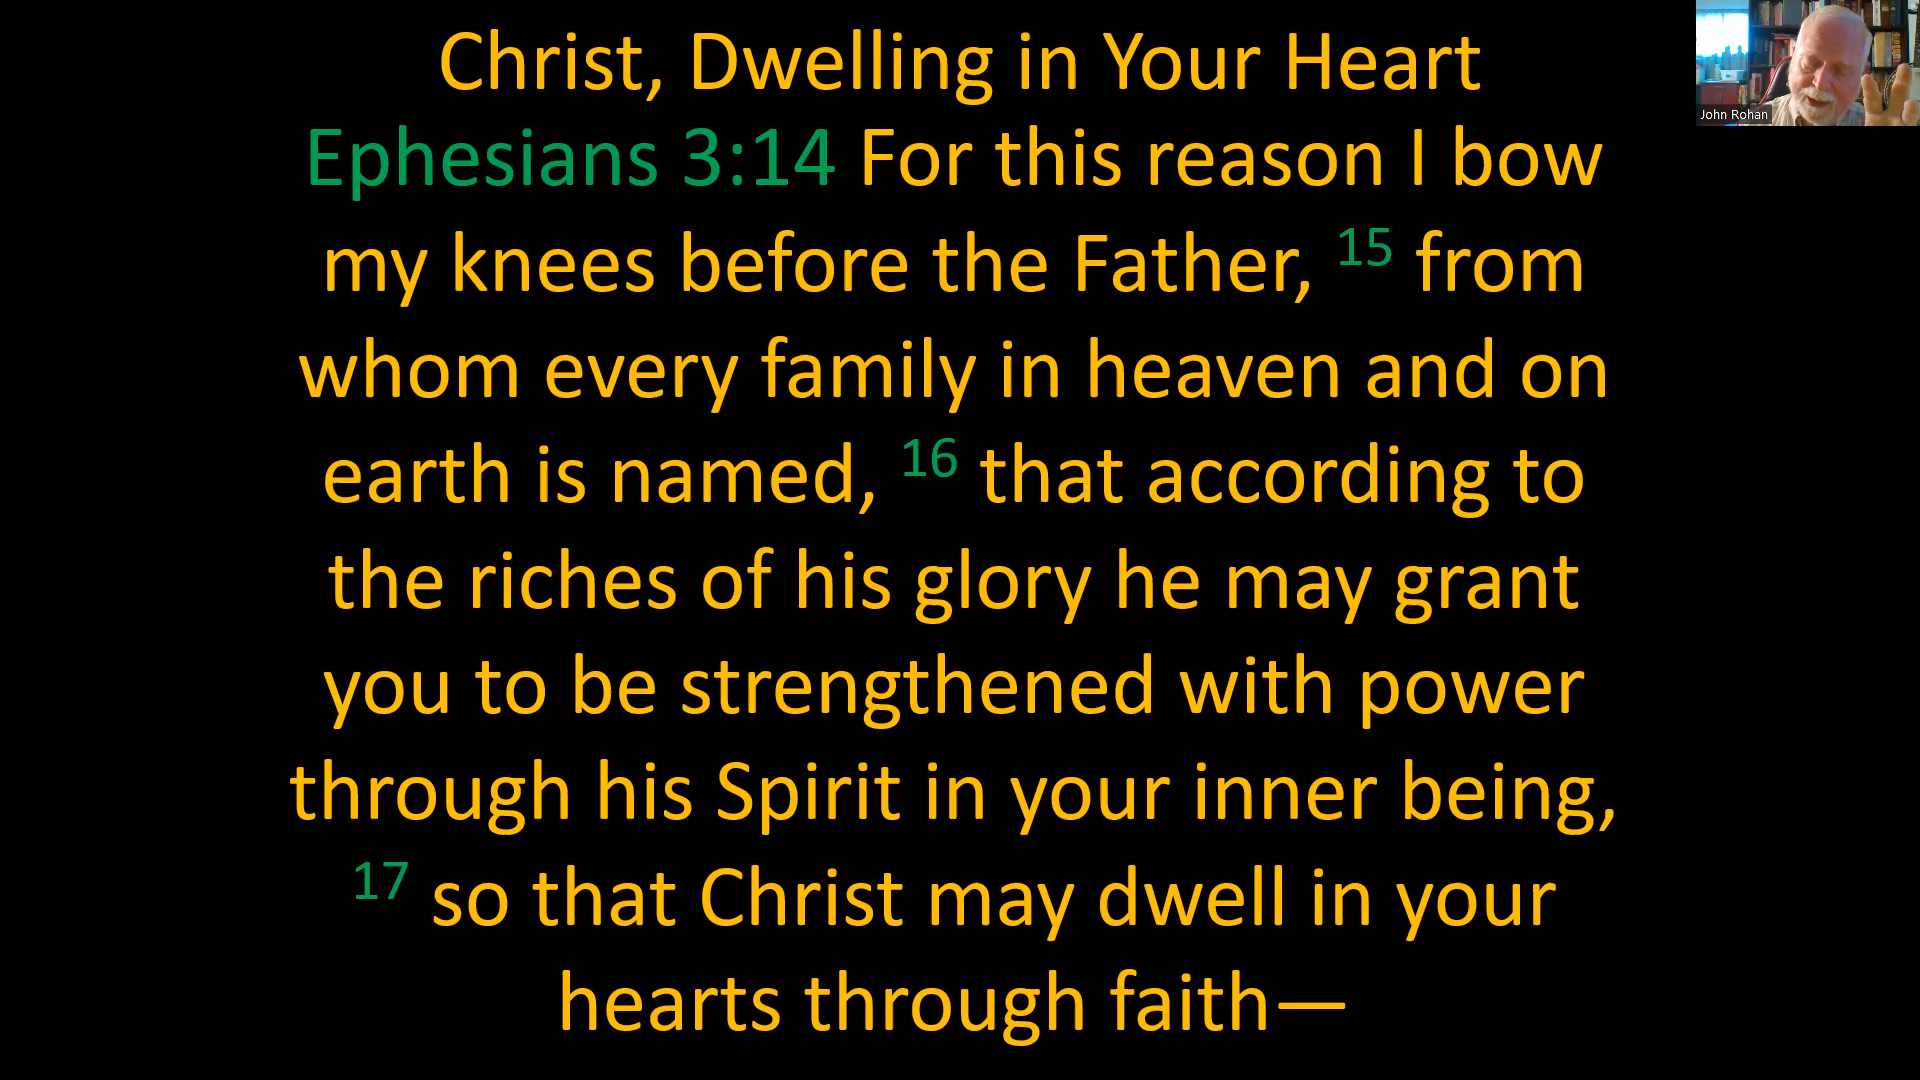 Christ, Dwelling in Your Heart
Ephesians 3:14 For this reason I bow
my knees before the Father, 15 from
whom every family in heaven and on
earth is named, 16 that according to
the riches of his glory he may grant
you to be strengthened with power
through his Spirit in your inner being,
17 so that Christ may dwell in your
hearts through faith—
John Rohan